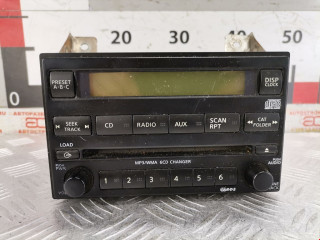 20 30 40 50
PRESET
A·B·C
DISP
CLOCK
SEEK
TRACK
CD
RADIO
AUX
SCAN
RPT
CAT
FOLDER
LOAD
MP3/WMA 6CD CHANGER
AUDIO
1 2 3 4 5 6